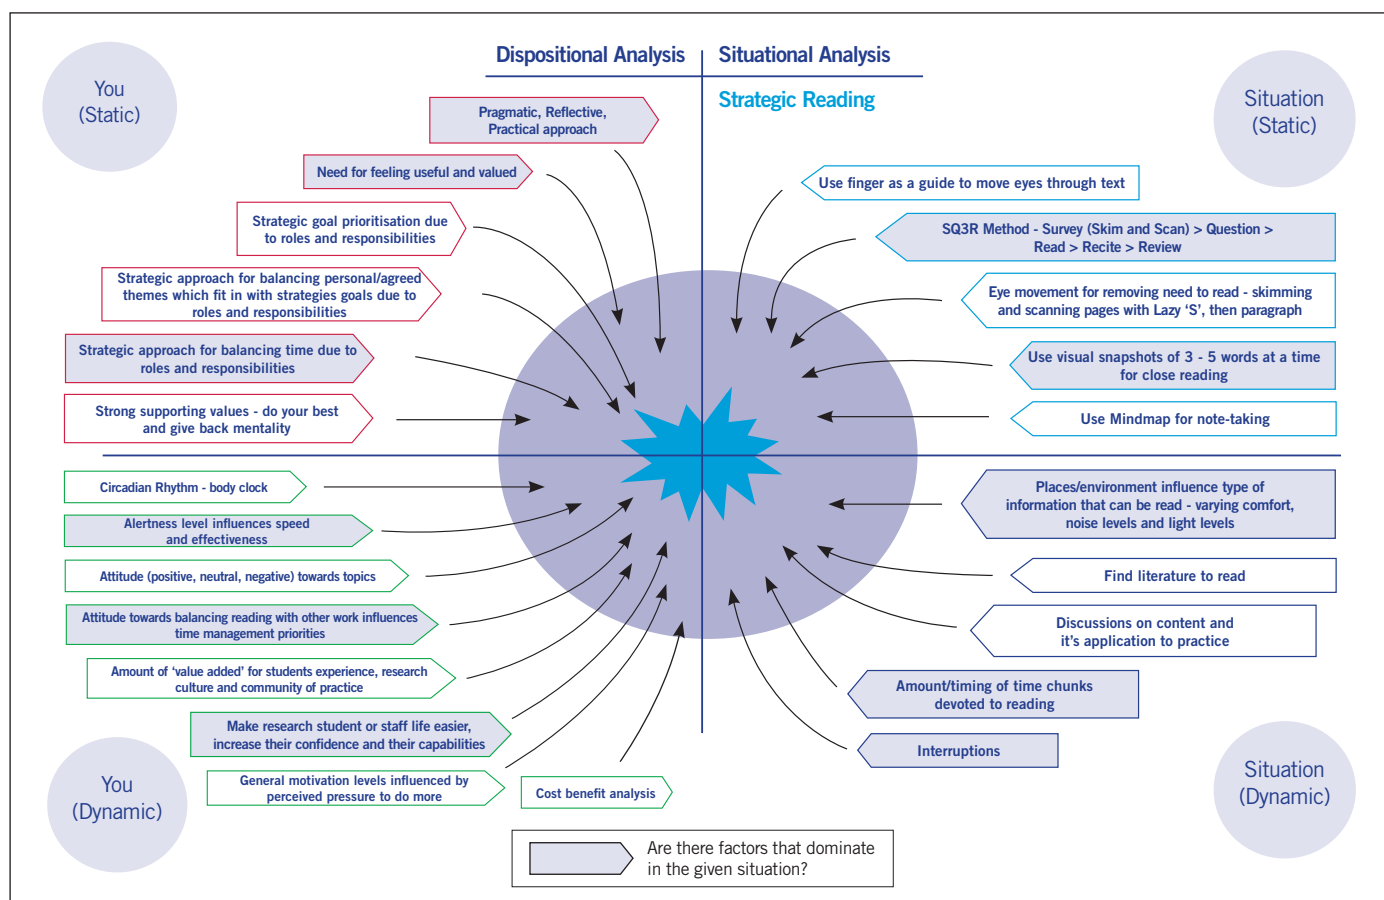 Dispositional Analysis
Situational Analysis
Strategic Reading
You
(Static)
Situation
(Static)
Pragmatic, Reflective,
Practical approach
Need for feeling useful and valued
Strategic goal prioritisation due
to roles and responsibilities
Strategic approach for balancing personal/agreed
themes which fit in with strategies goals due to
roles and responsibilities
Strategic approach for balancing time due to
roles and responsibilities
Strong supporting values - do your best
and give back mentality
Use finger as a guide to move eyes through text
SQ3R Method - Survey (Skim and Scan) > Question >
Read > Recite > Review
Eye movement for removing need to read - skimming
and scanning pages with Lazy ‘S’, then paragraph
Use visual snapshots of 3 - 5 words at a time
for close reading
Use Mindmap for note-taking
Circadian Rhythm - body clock
Alertness level influences speed
and effectiveness
Attitude (positive, neutral, negative) towards topics
Attitude towards balancing reading with other work influences
time management priorities
Amount of ‘value added’ for students experience, research
culture and community of practice
Make research student or staff life easier,
increase their confidence and their capabilities
General motivation levels influenced by
perceived pressure to do more
Cost benefit analysis
Places/environment influence type of
information that can be read - varying comfort,
noise levels and light levels
Find literature to read
Discussions on content and
it’s application to practice
Amount/timing of time chunks
devoted to reading
Interruptions
You
(Dynamic)
Situation
(Dynamic)
Are there factors that dominate
in the given situation?